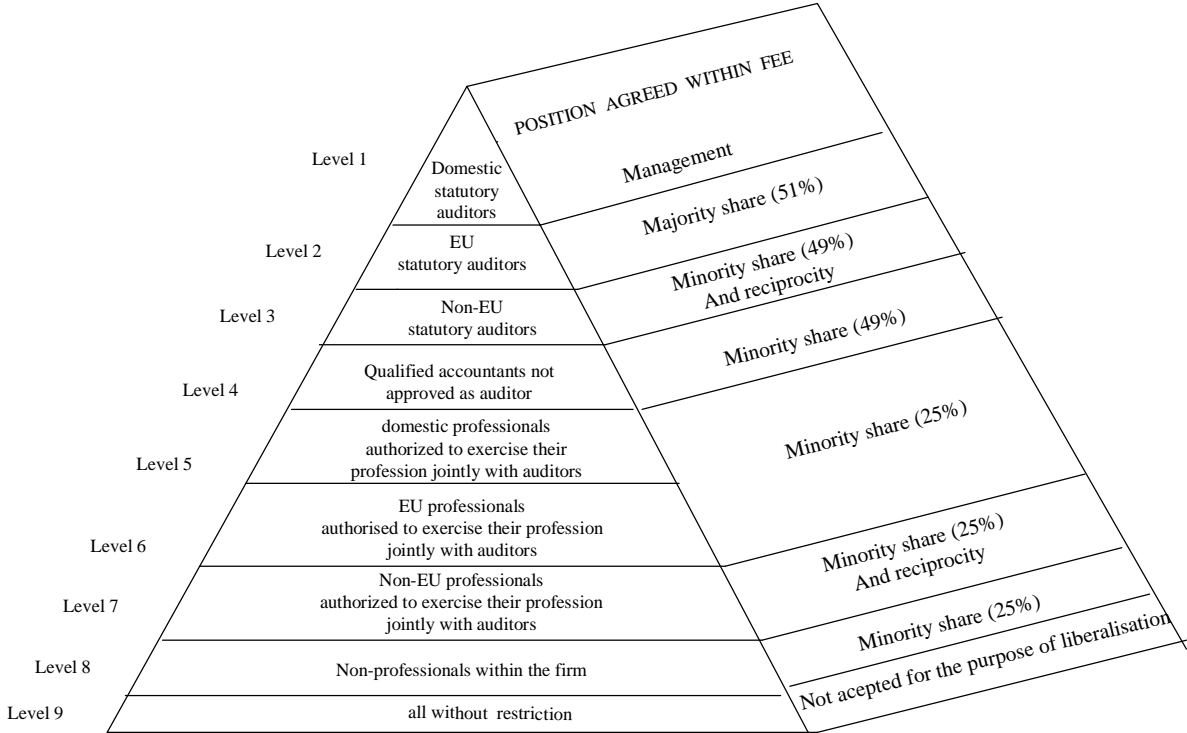 POSITION AGREED WITHIN FEE
Management
Level 1
Domestic
statutory
auditors
Majority share (51%)
Level 2
EU
statutory auditors
Minority share (49%)
And reciprocity
Level 3
Non-EU
statutory auditors
Minority share (49%)
Level 4
Qualified accountants not
approved as auditor
Minority share (25%)
Level 5
domestic professionals
authorized to exercise their
profession jointly with auditors
Level 6
EU professionals
authorised to exercise their profession
jointly with auditors
Minority share (25%)
And reciprocity
Level 7
Non-EU professionals
authorized to exercise their profession
jointly with auditors
Minority share (25%)
Level 8
Non-professionals within the firm
Not acepted for the purpose of liberalisation
Level 9
all without restriction